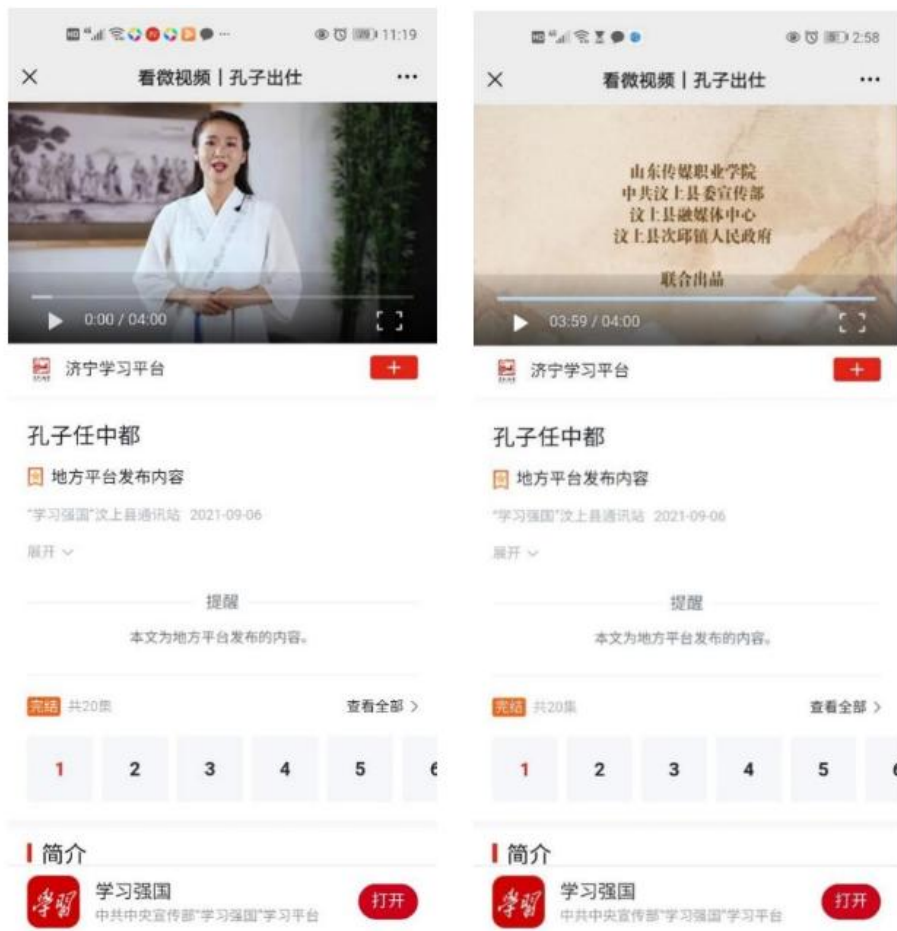 11:19
看微视频丨孔子出仕
0:00 / 04:00
济宁学习平台
孔子任中都
地方平台发布内容
"学习强国"汶上县通讯站 2021-09-06
展开
提醒
本文为地方平台发布的内容。
完结 共20集 查看全部
1 2 3 4 5 6
简介
学习强国
中共中央宣传部"学习强国"学习平台
打开
2:58
看微视频丨孔子出仕
山东传媒职业学院
中共汶上县委宣传部
汶上县融媒体中心
汶上县次邱镇人民政府
联合出品
03:59 / 04:00
济宁学习平台
孔子任中都
地方平台发布内容
"学习强国"汶上县通讯站 2021-09-06
展开
提醒
本文为地方平台发布的内容。
完结 共20集 查看全部
1 2 3 4 5
简介
学习强国
中共中央宣传部"学习强国"学习平台
打开